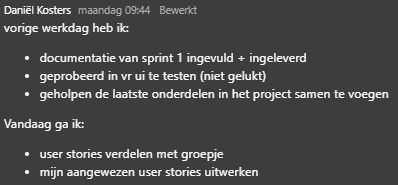 Daniël Kosters maandag 09:44 Bewerkt
vorige werkdag heb ik:
• documentatie van sprint 1 ingevuld + ingeleverd
• geprobeerd in vr ui te testen (niet gelukt)
• geholpen de laatste onderdelen in het project samen te voegen
Vandaag ga ik:
• user stories verdelen met groepje
• mijn aangewezen user stories uitwerken